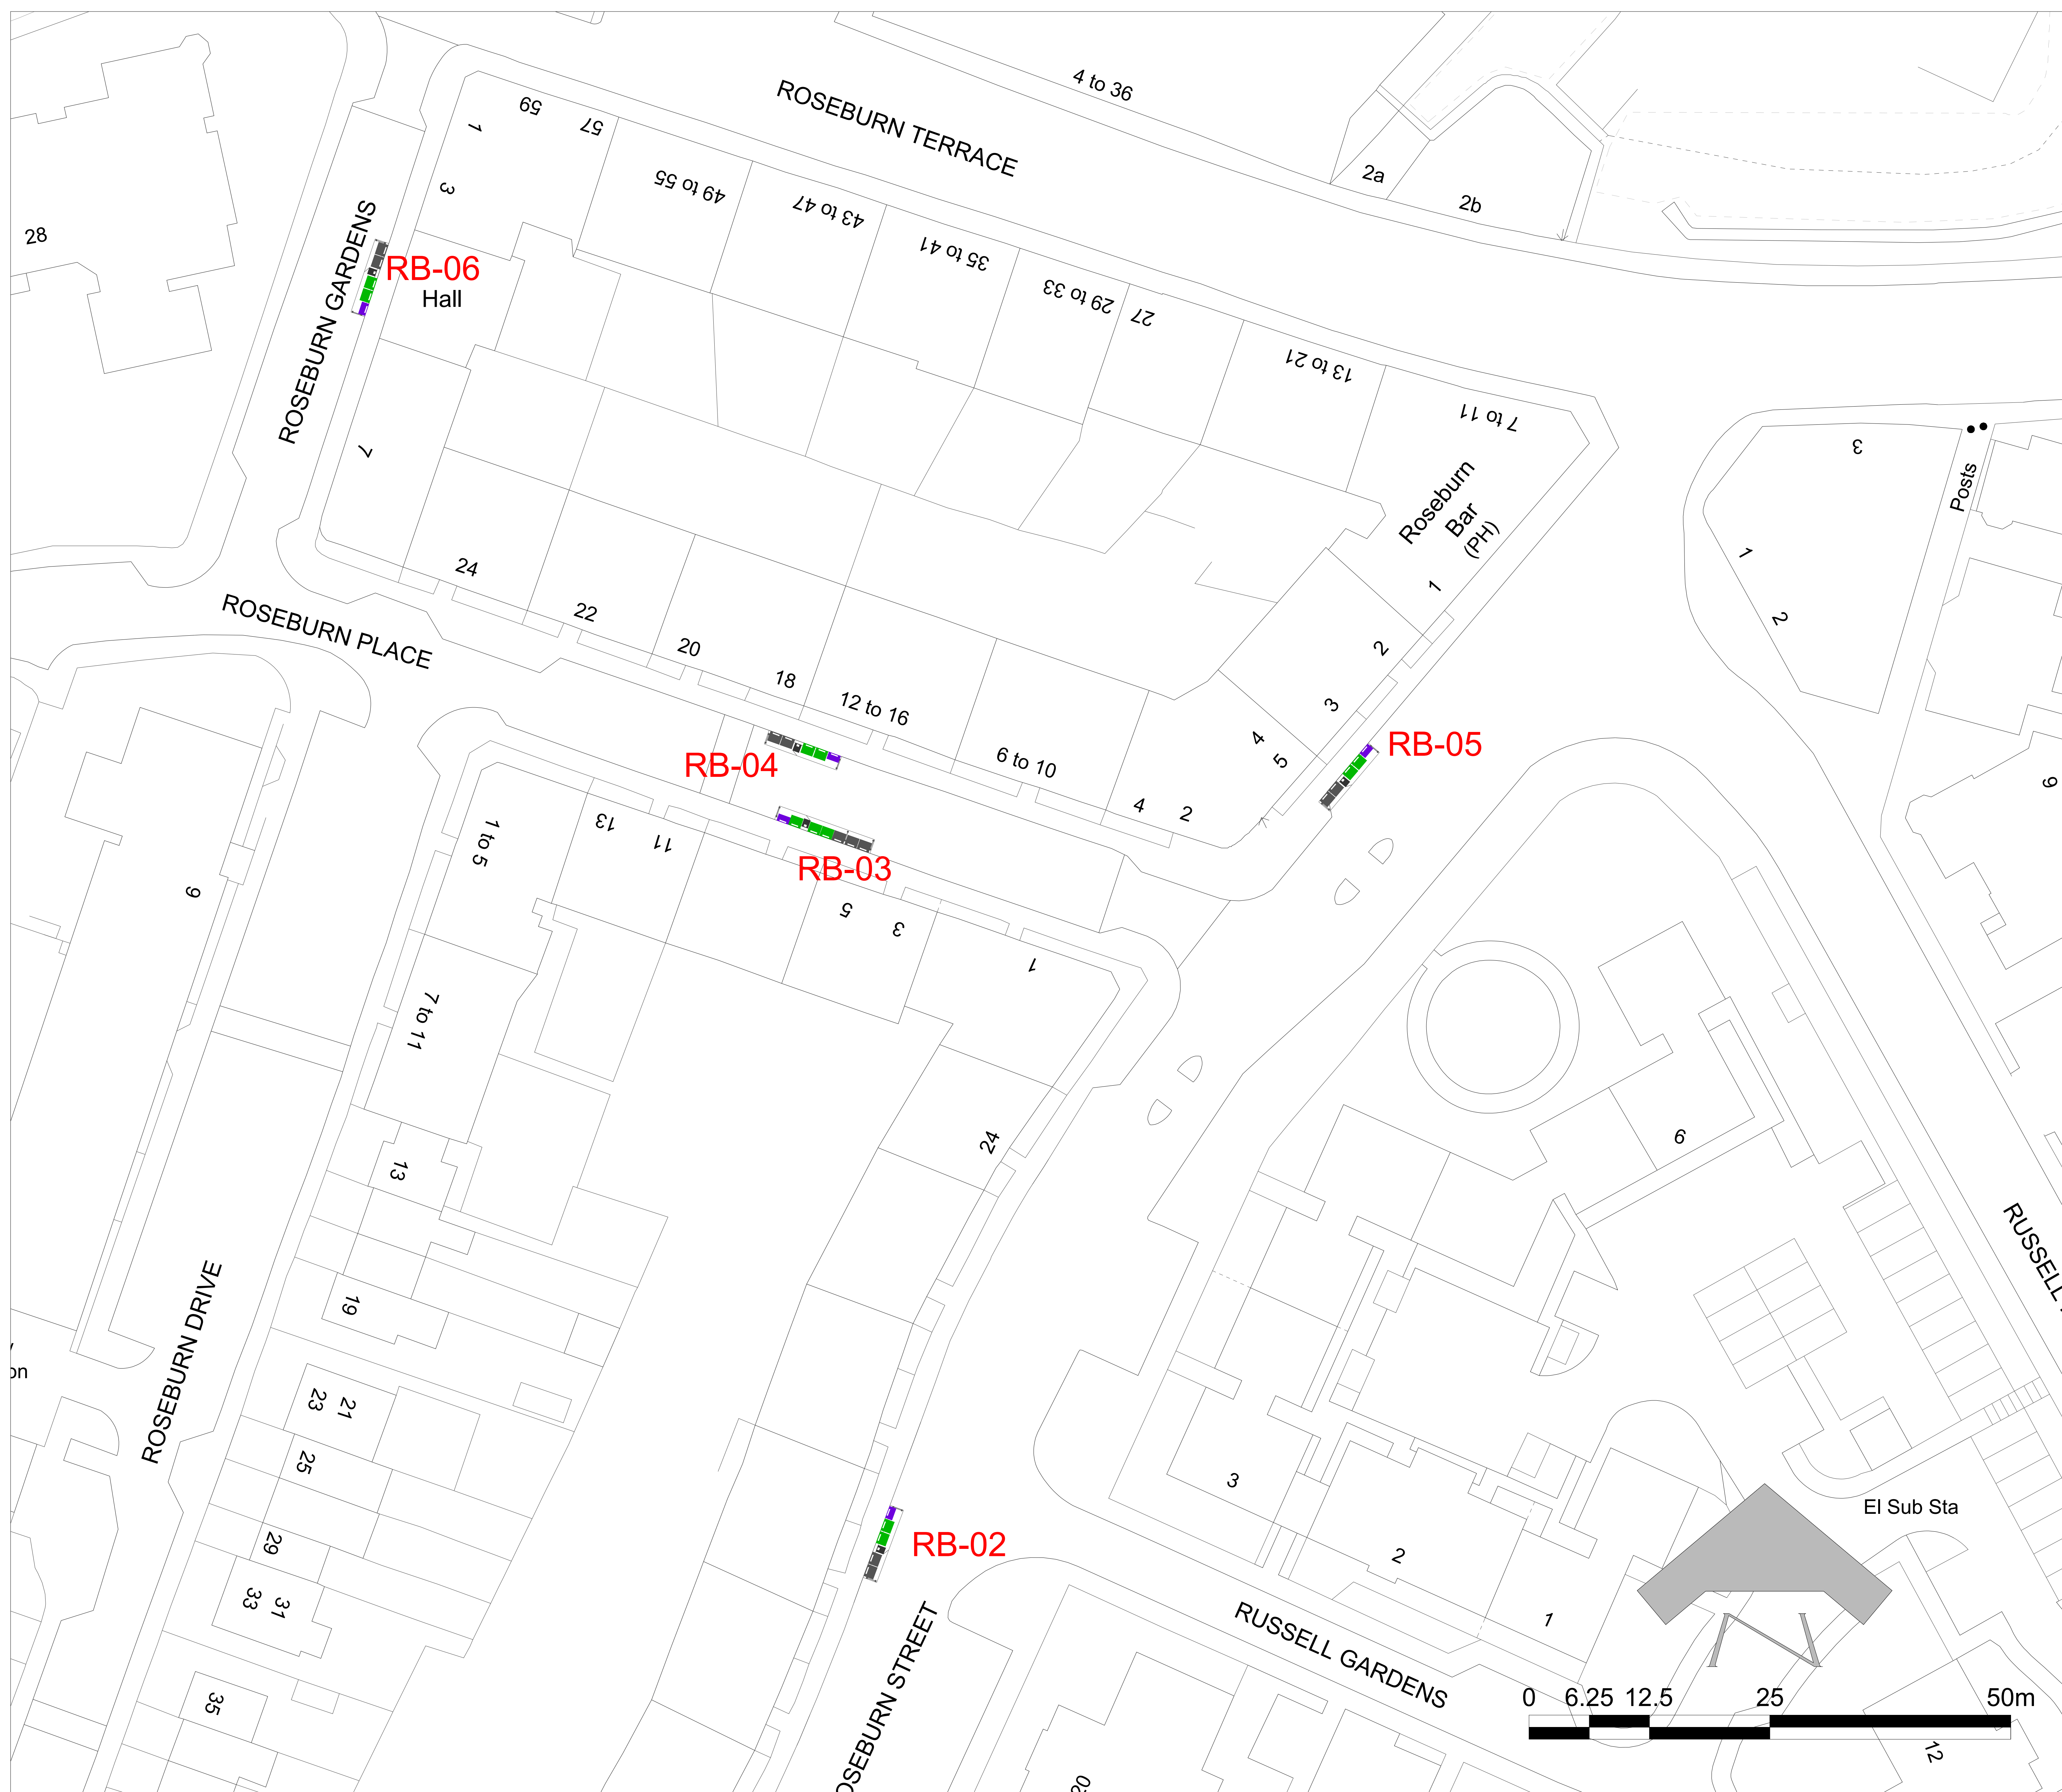 4 to 36
ROSEBURN TERRACE
59
57
1
3
49 to 55
43 to 47
35 to 41
29 to 33
27
13 to 21
7 to 11
2a
2b
28
ROSEBURN GARDENS
RB-06
Hall
7
Roseburn
Bar
(PH)
3
Posts
1
2
1
2
3
4
5
RB-05
24
22
20
18
12 to 16
6 to 10
4
2
ROSEBURN PLACE
RB-04
RB-03
1 to 5
13
11
5
3
1
9
9
7 to 11
24
6
13
19
ROSEBURN DRIVE
23
21
25
29
33
31
35
on
RUSSELL
3
2
1
El Sub Sta
RB-02
ROSEBURN STREET
RUSSELL GARDENS
20
12
0 6.25 12.5 25 50m